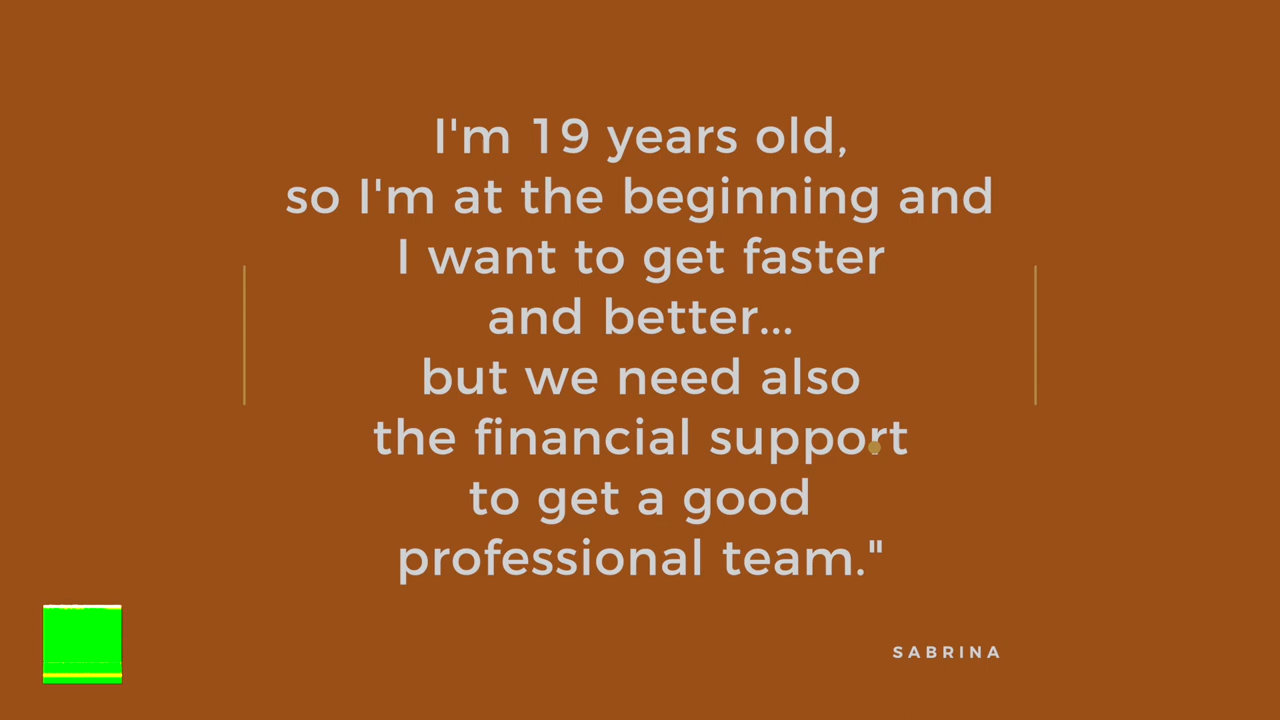 I'm 19 years old,
so I'm at the beginning and
I want to get faster
and better...
but we need also
the financial support
to get a good
professional team."
SABRINA